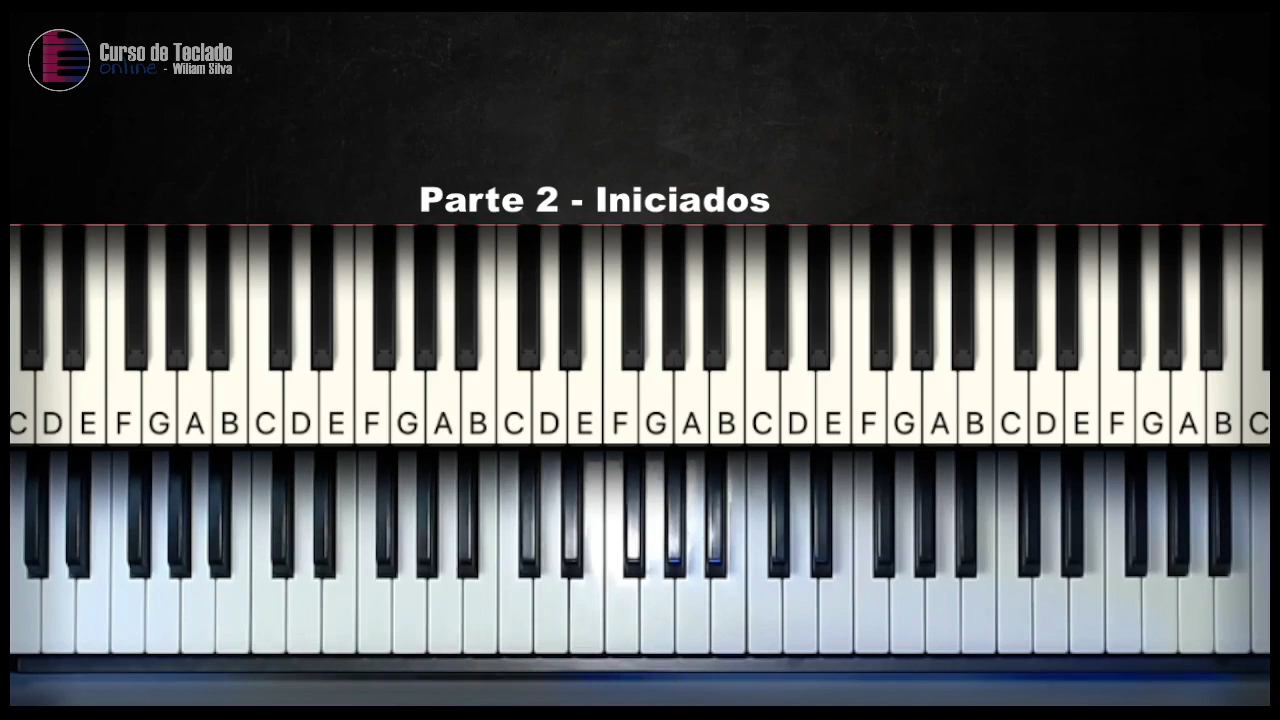 Curso de Teclado
online - Wiliam Silva
Parte 2 - Iniciados
C D E F G A B C D E F G A B C D E F G A B C D E F G A B C D E F G A B C